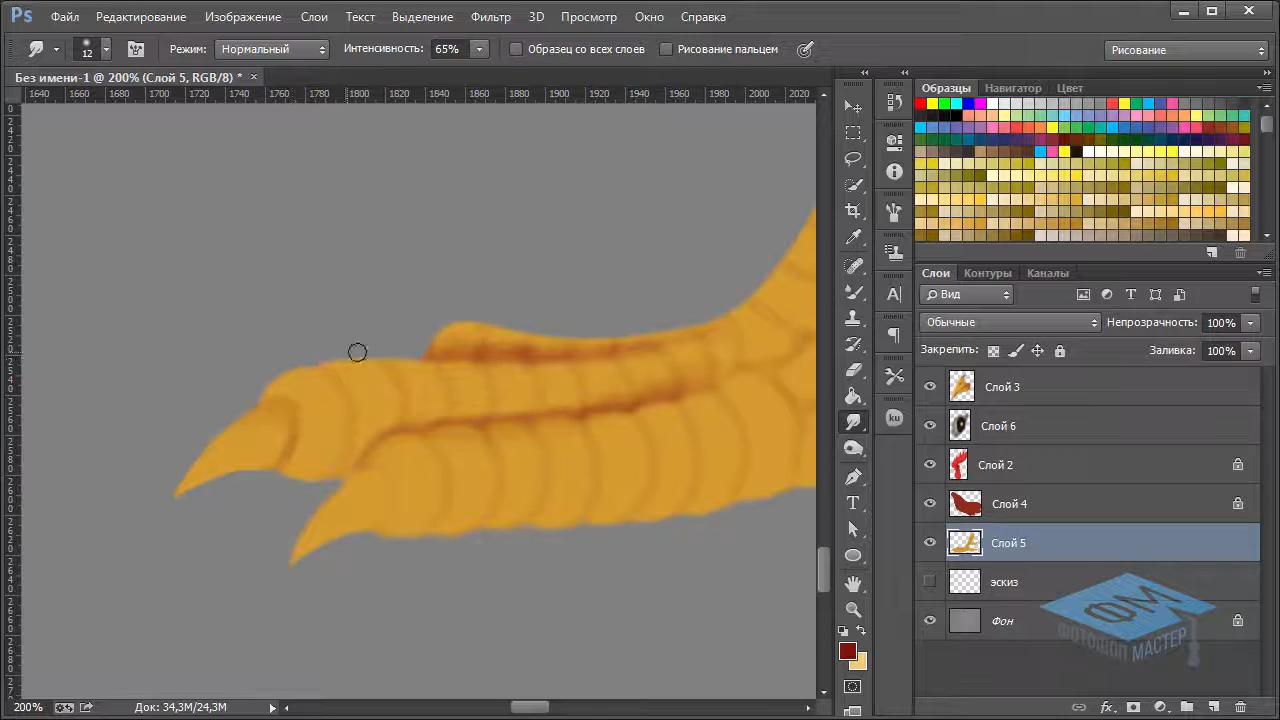 Ps Файл Редактирование Изображение Слои Текст Выделение Фильтр 3D Просмотр Окно Справка
12 Режим: Нормальный Интенсивность: 65% Образец со всех слоев Рисование пальцем Рисование
Без имени-1 @ 200% (Слой 5, RGB/8) * ×
1640 1660 1680 1700 1720 1740 1760 1780 1800 1820 1840 1860 1880 1900 1920 1940 1960 1980 2000 2020
Образцы Навигатор Цвет
Слои Контуры Каналы
Вид
Обычные Непрозрачность: 100%
Закрепить: Заливка: 100%
Слой 3
Слой 6
Слой 2
Слой 4
Слой 5
эскиз
Фон
ku
ФМ
ФОТОШОП МАСТЕР
200% Док: 34,3M/24,3M